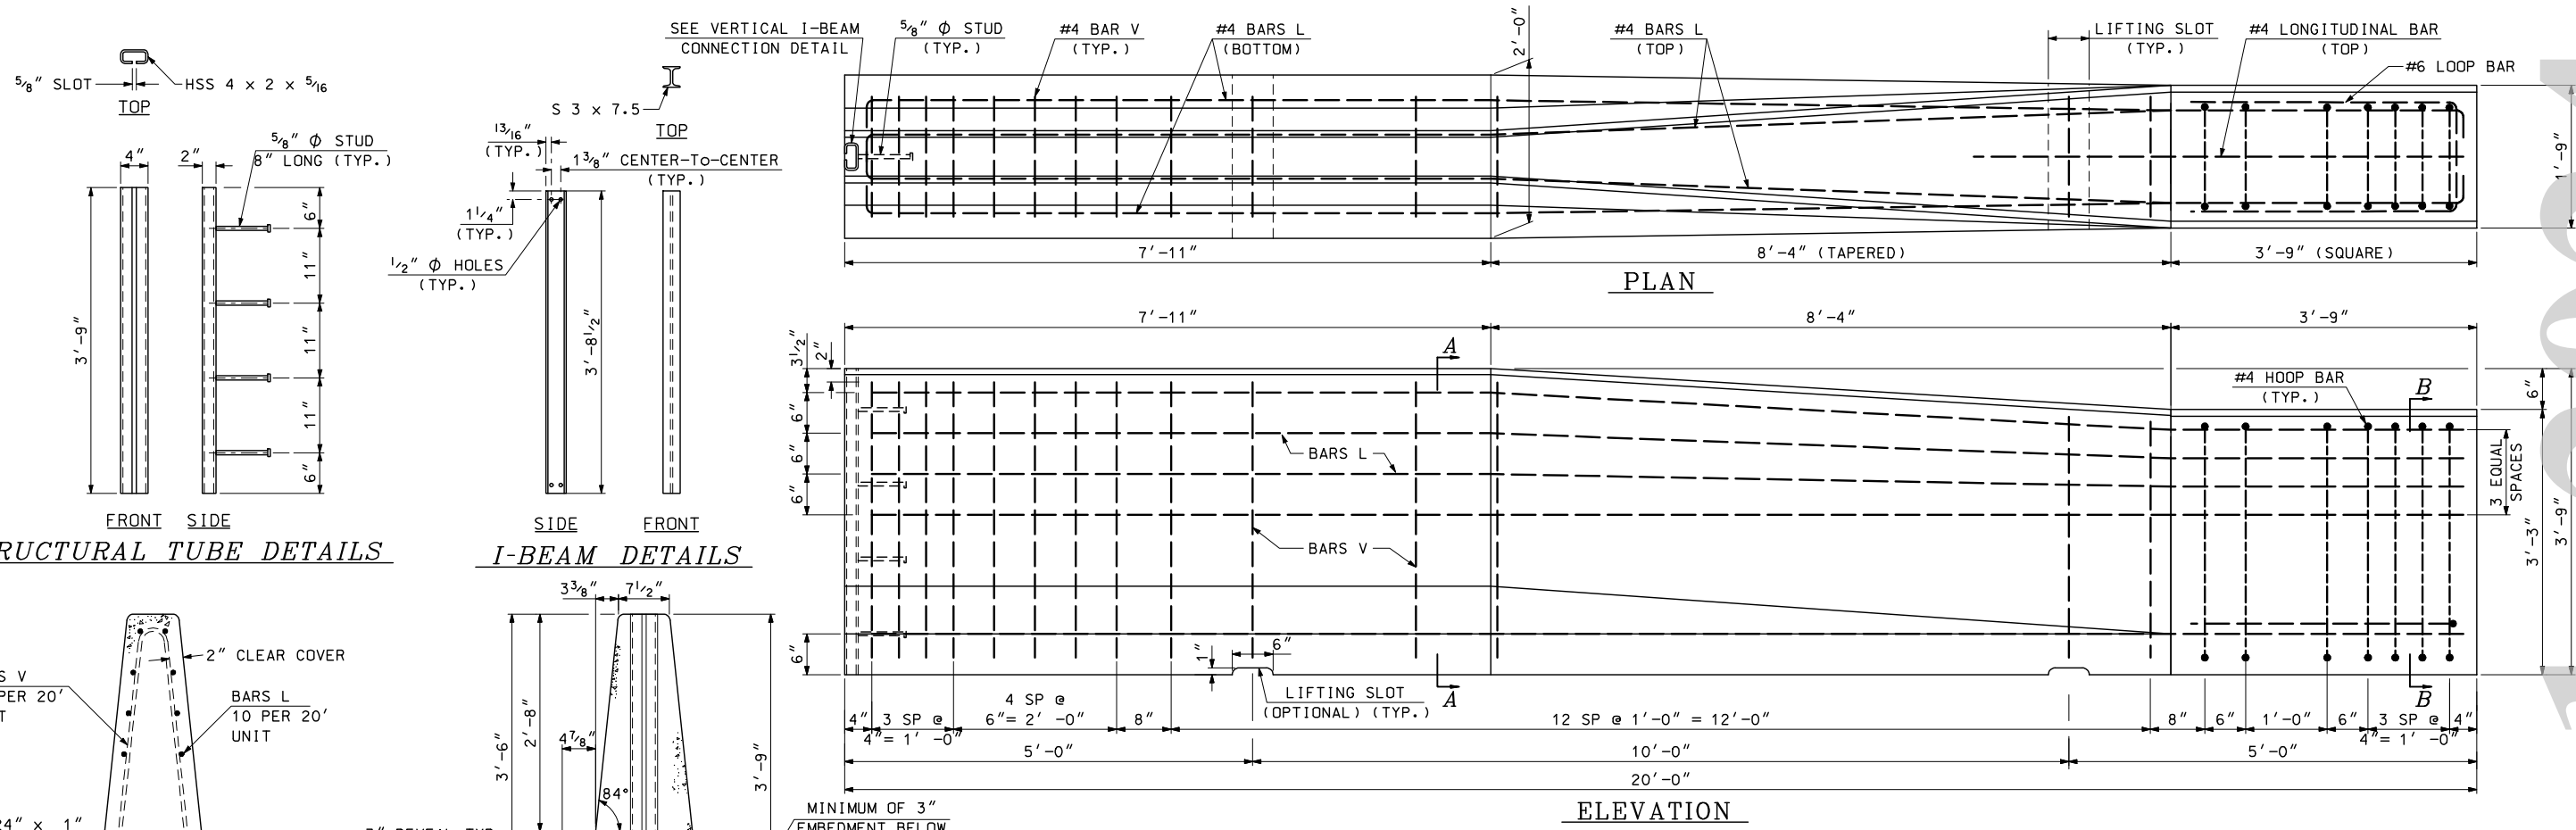 5/8" SLOT
HSS 4 x 2 x 5/16
TOP
4"
2"
5/8" Φ STUD
8" LONG (TYP.)
3'-9"
6"
11"
11"
11"
6"
FRONT
SIDE
RUCTURAL TUBE DETAILS
S 3 x 7.5
TOP
13/16"
(TYP.)
1 3/8" CENTER-To-CENTER
(TYP.)
1 1/4"
(TYP.)
1/2" Φ HOLES
(TYP.)
3'-8 1/2"
SIDE
FRONT
I-BEAM DETAILS
SEE VERTICAL I-BEAM
CONNECTION DETAIL
5/8" Φ STUD
(TYP.)
#4 BAR V
(TYP.)
#4 BARS L
(BOTTOM)
2'-0"
#4 BARS L
(TOP)
LIFTING SLOT
(TYP.)
#4 LONGITUDINAL BAR
(TOP)
#6 LOOP BAR
1'-9"
7'-11"
8'-4" (TAPERED)
3'-9" (SQUARE)
PLAN
7'-11"
8'-4"
3'-9"
3 1/2"
2"
6"
6"
6"
6"
A
BARS L
BARS V
#4 HOOP BAR
(TYP.)
B
6"
3 EQUAL
SPACES
3'-3"
3'-9"
1"
6"
LIFTING SLOT
(OPTIONAL) (TYP.)
A
B
4"
3 SP @
4"= 1' -0"
4 SP @
6"= 2' -0"
8"
12 SP @ 1'-0" = 12'-0"
8"
6"
1'-0"
6"
3 SP @
4"= 1' -0"
4"
5'-0"
10'-0"
5'-0"
20'-0"
ELEVATION
S V
PER 20'
T
2" CLEAR COVER
BARS L
10 PER 20'
UNIT
24" x 1"
3 3/8"
7 1/2"
3'-6"
2'-8"
4 7/8"
84°
3'-9"
MINIMUM OF 3"
EMBEDMENT BELOW